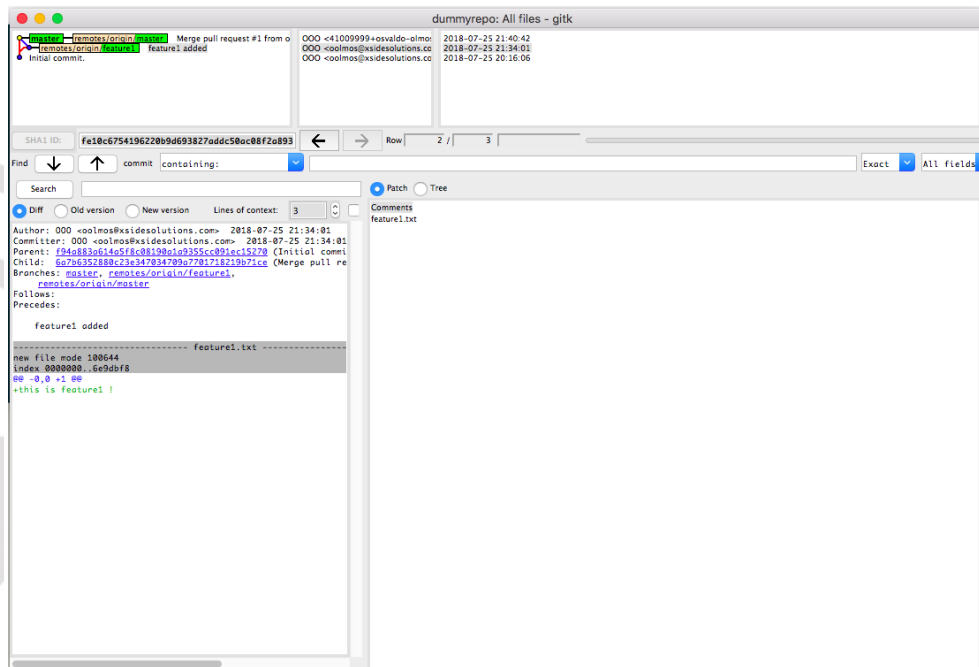 dummyrepo: All files - gitk
master remotes/origin/master Merge pull request #1 from o
remotes/origin/feature1 feature1 added
Initial commit.
OOO <41009999+osvaldo-olmos
OOO <oolmos@xsidesolutions.co
OOO <oolmos@xsidesolutions.co
2018-07-25 21:40:42
2018-07-25 21:34:01
2018-07-25 20:16:06
SHA1 ID: fe10c6754196220b9d693827addc50ac08f2a893 Row 2 / 3
Find commit containing: Exact All fields
Search
Diff Old version New version Lines of context: 3
Author: OOO <oolmos@xsidesolutions.com> 2018-07-25 21:34:01
Committer: OOO <oolmos@xsidesolutions.com> 2018-07-25 21:34:01
Parent: f94a883a614a5f8c08190a1a9355cc091ec15270 (Initial commi
Child: 6a7b6352880c23e347034709a7701718219b71ce (Merge pull re
Branches: master, remotes/origin/feature1,
remotes/origin/master
Follows:
Precedes:
feature1 added
-------------------------------- feature1.txt ----------------
new file mode 100644
index 0000000..6e9dbf8
@@ -0,0 +1 @@
+this is feature1 !
Patch Tree
Comments
feature1.txt